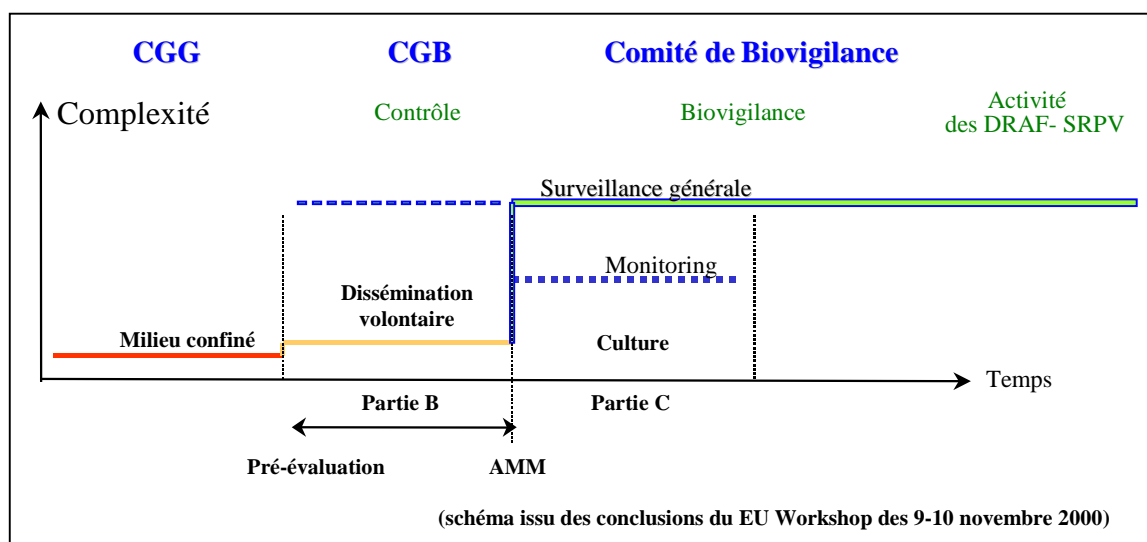 CGG CGB Comité de Biovigilance
Complexité Contrôle Biovigilance Activité
des DRAF- SRPV
Surveillance générale
Monitoring
Dissémination
volontaire
Milieu confiné Culture
Temps
Partie B Partie C
Pré-évaluation AMM
(schéma issu des conclusions du EU Workshop des 9-10 novembre 2000)